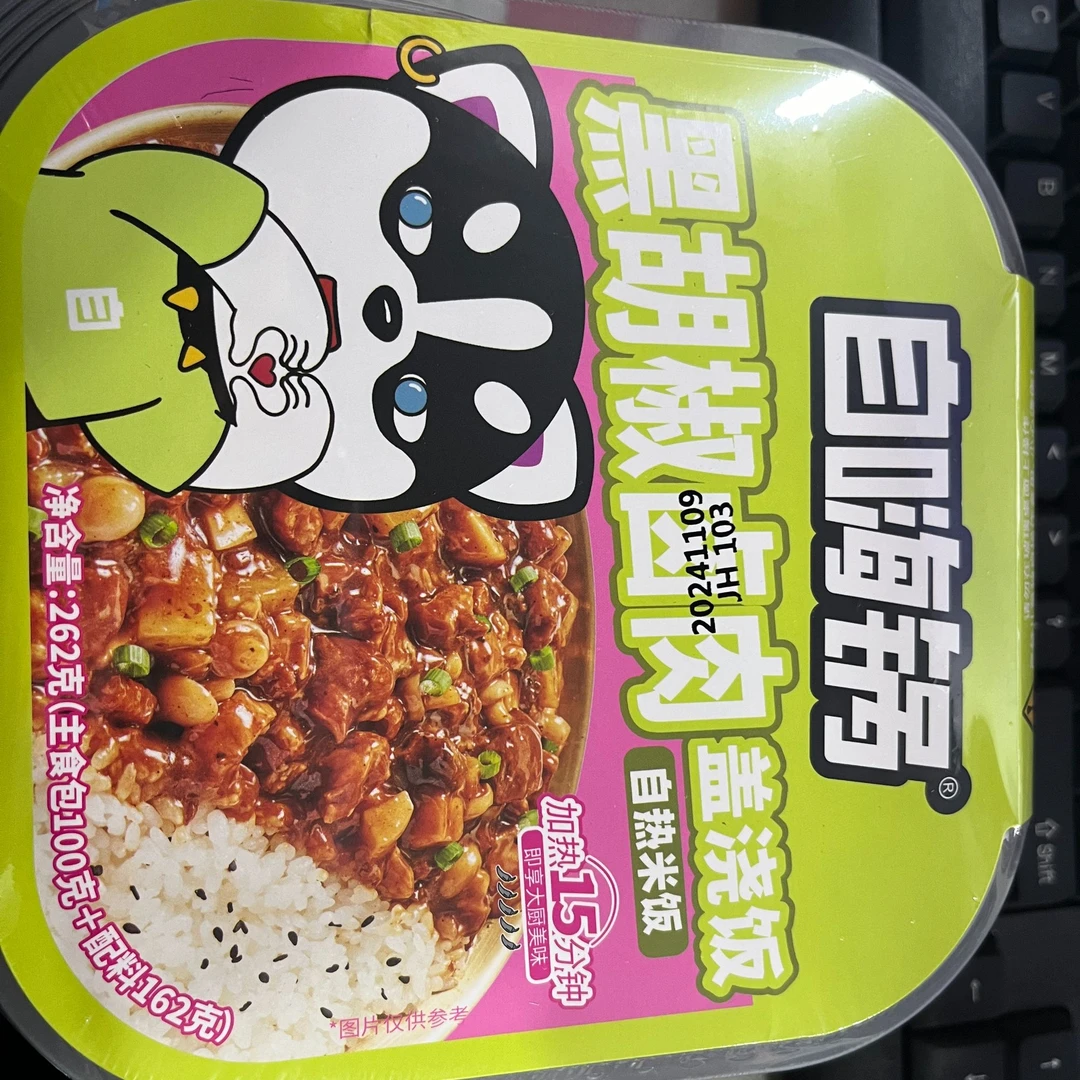 自嗨锅®
黑胡椒卤肉
盖浇饭
自热米饭
20241109
JH 103
加热15分钟
即享大厨美味
*图片仅供参考
净含量:262克(主食包100克+配料162克)
自
C
V
B
N
M
<
>
?
⇧Shift